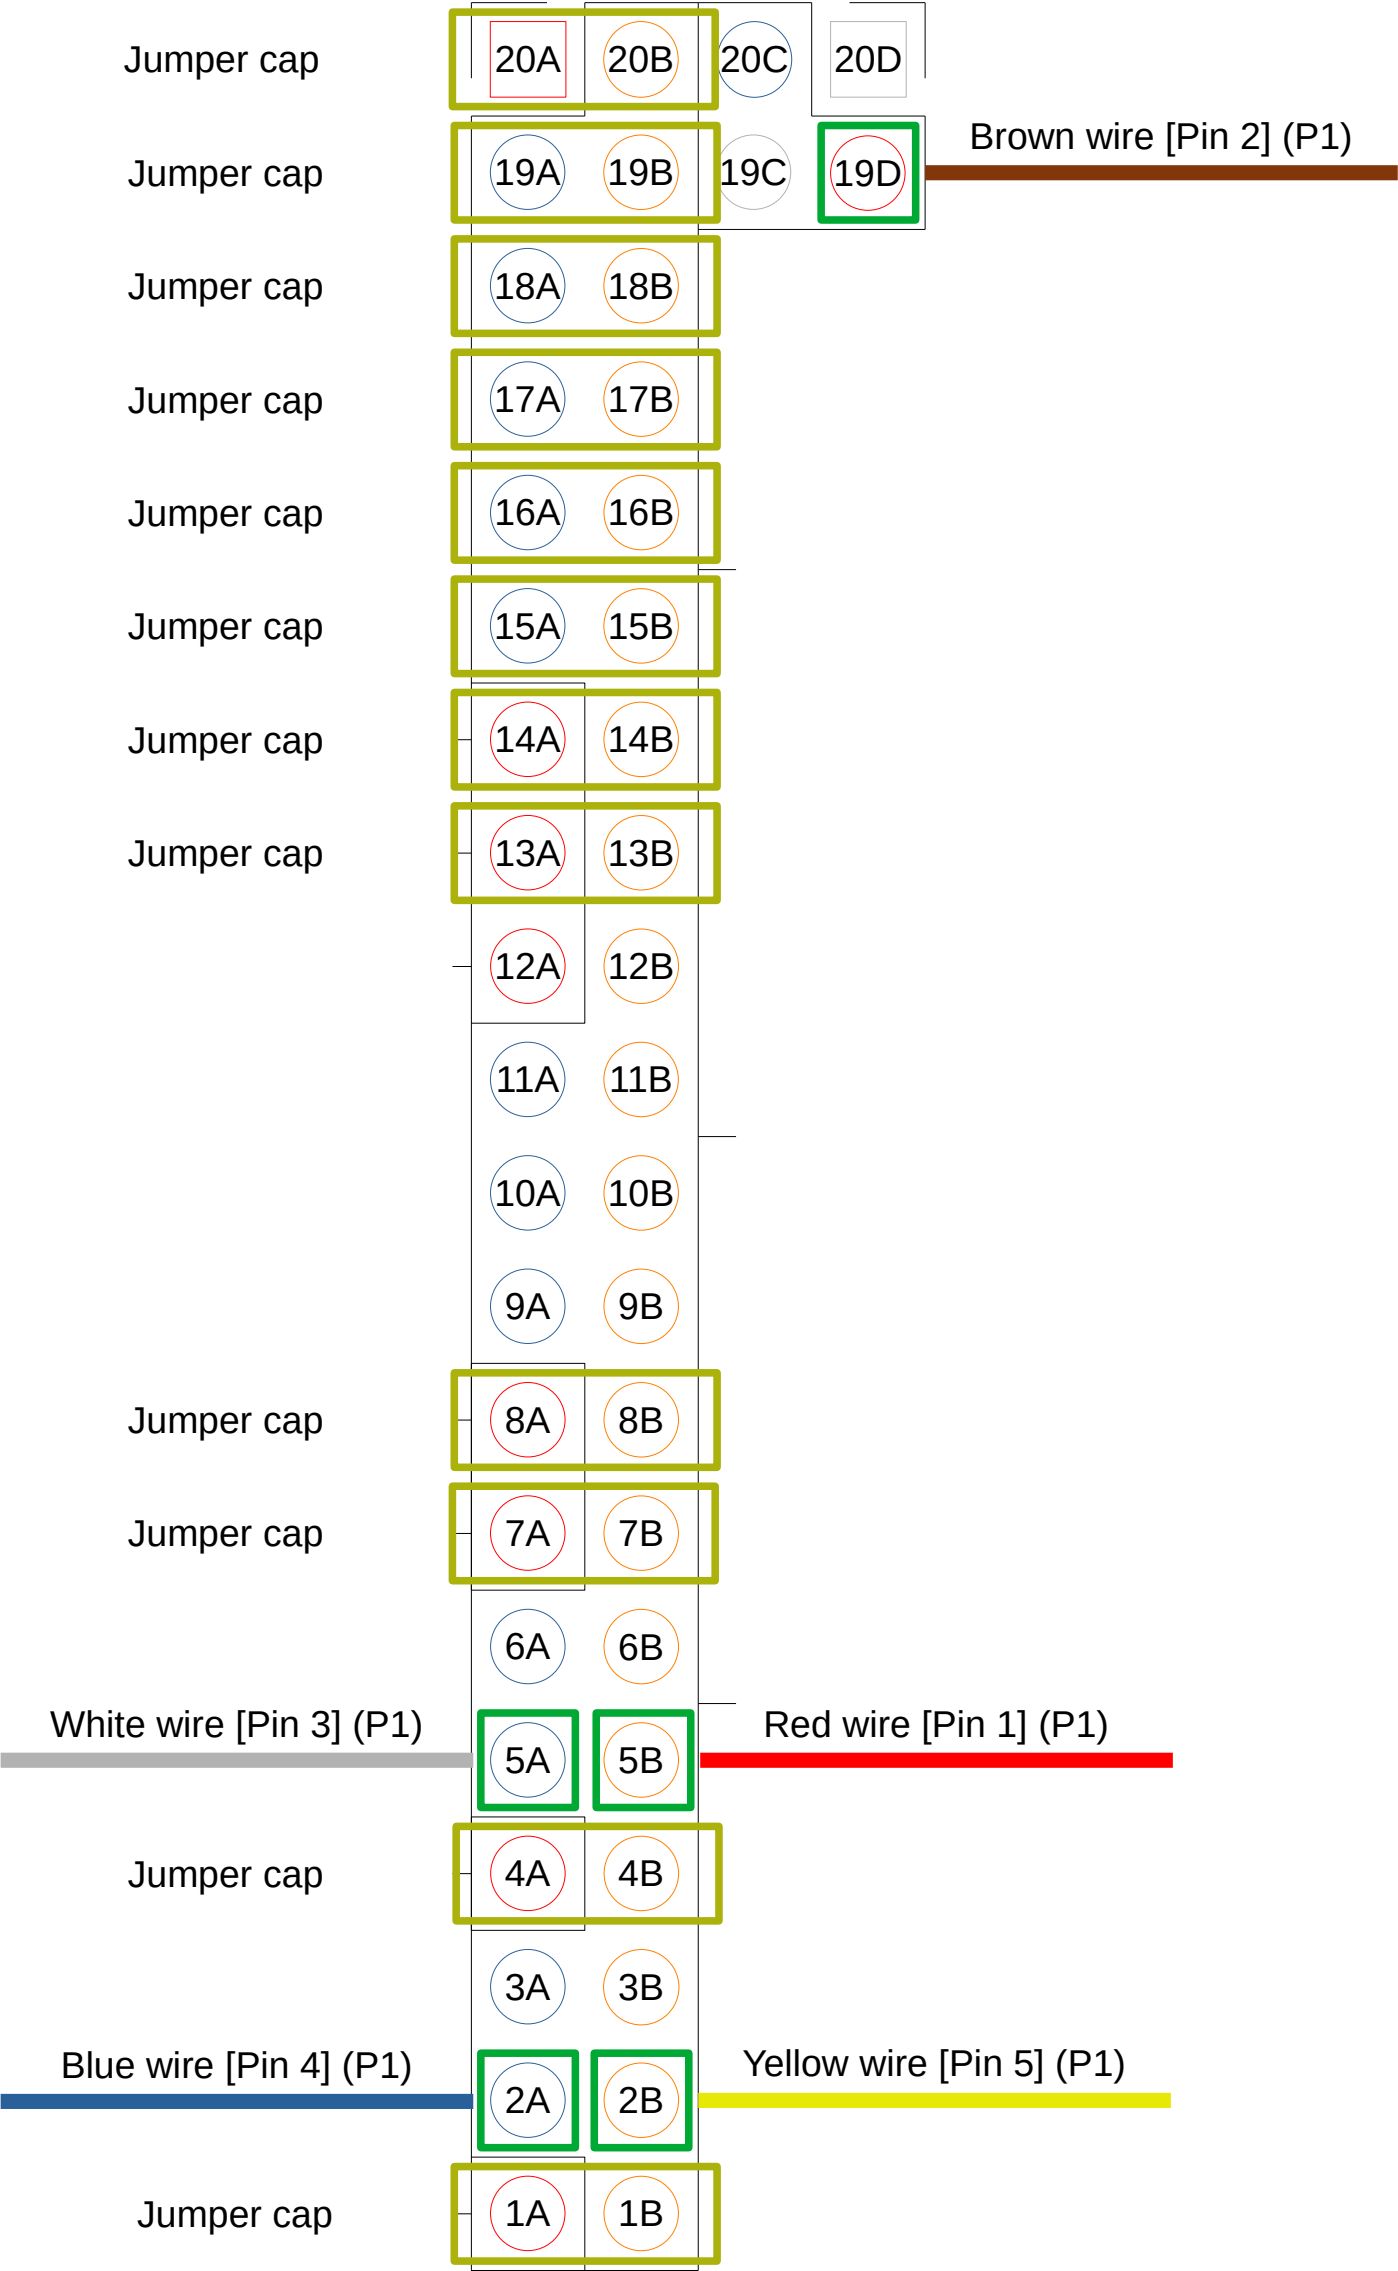 Jumper cap 20A 20B 20C 20D
Brown wire [Pin 2] (P1)
Jumper cap 19A 19B 19C 19D
Jumper cap 18A 18B
Jumper cap 17A 17B
Jumper cap 16A 16B
Jumper cap 15A 15B
Jumper cap 14A 14B
Jumper cap 13A 13B
12A 12B
11A 11B
10A 10B
9A 9B
Jumper cap 8A 8B
Jumper cap 7A 7B
6A 6B
White wire [Pin 3] (P1) Red wire [Pin 1] (P1)
5A 5B
Jumper cap 4A 4B
3A 3B
Blue wire [Pin 4] (P1) Yellow wire [Pin 5] (P1)
2A 2B
Jumper cap 1A 1B